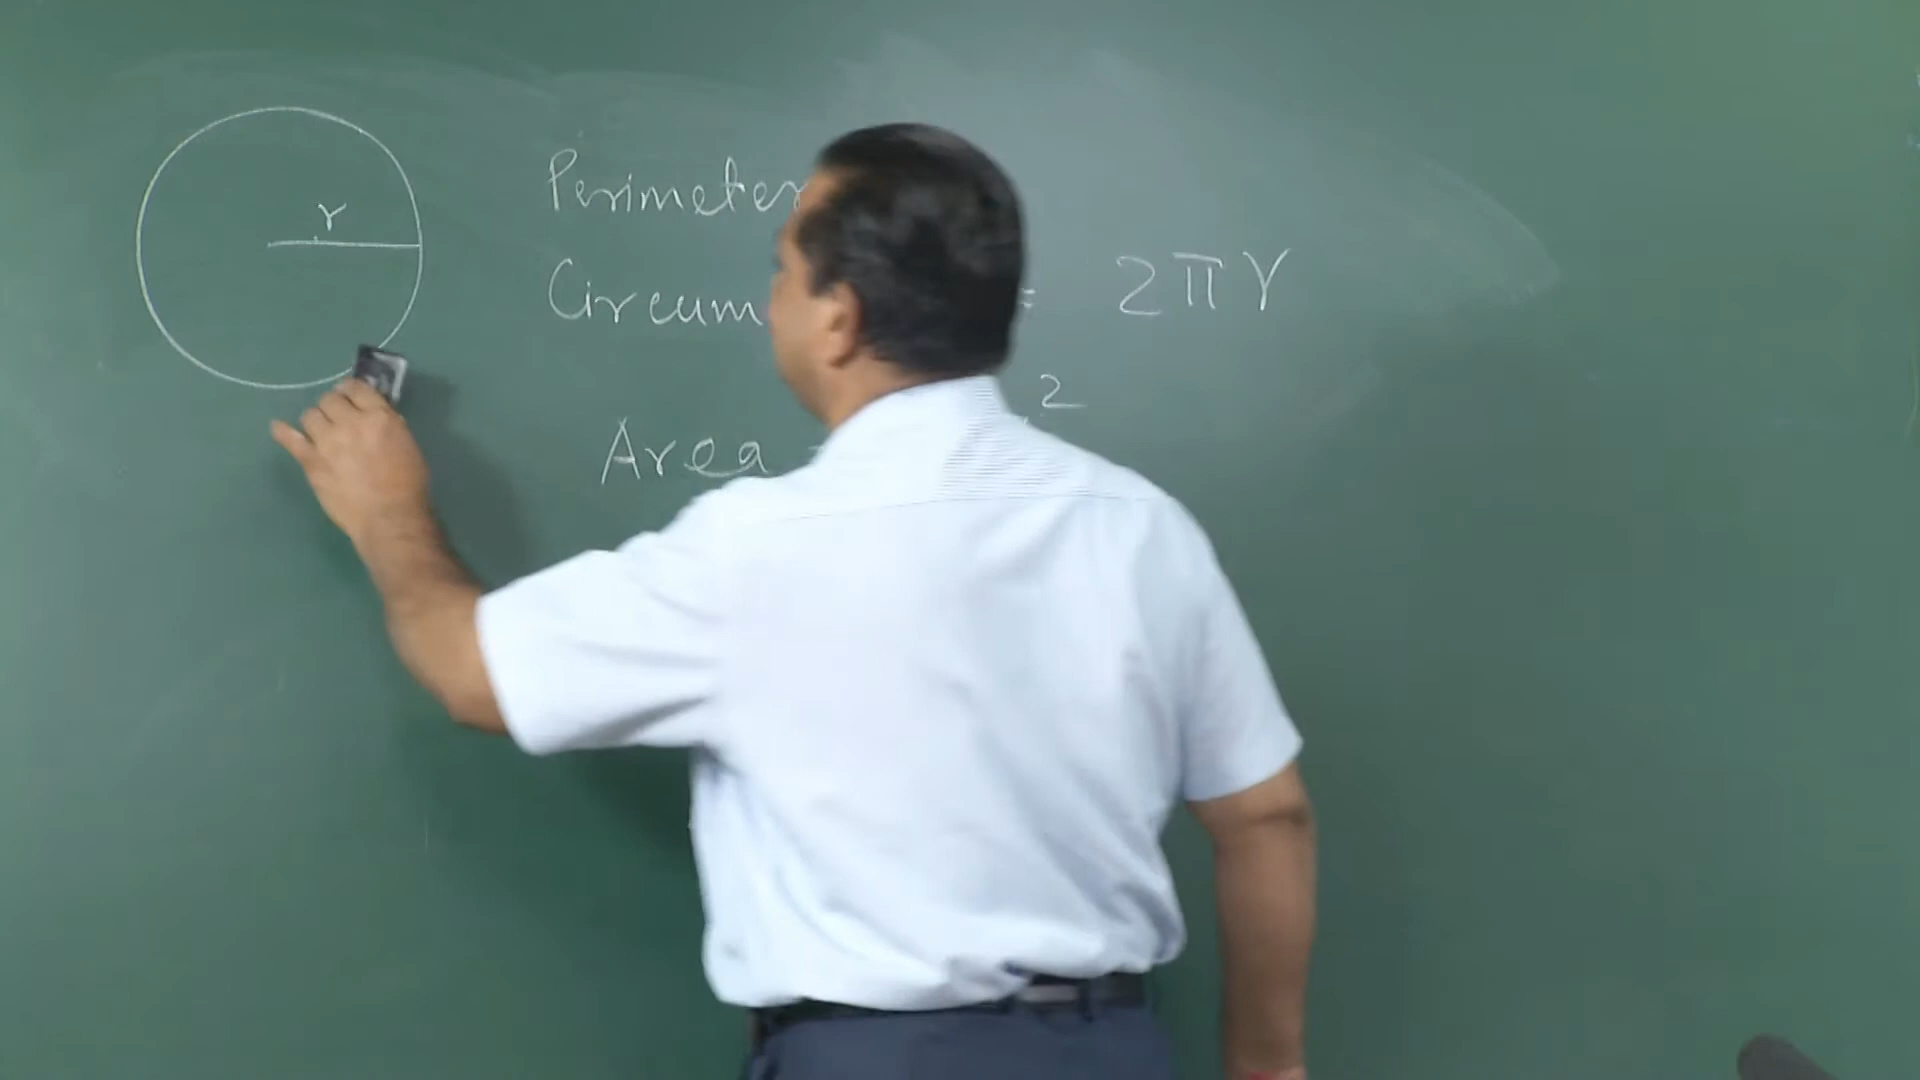 r
Perimeter
Circum = 2πr
Area 2